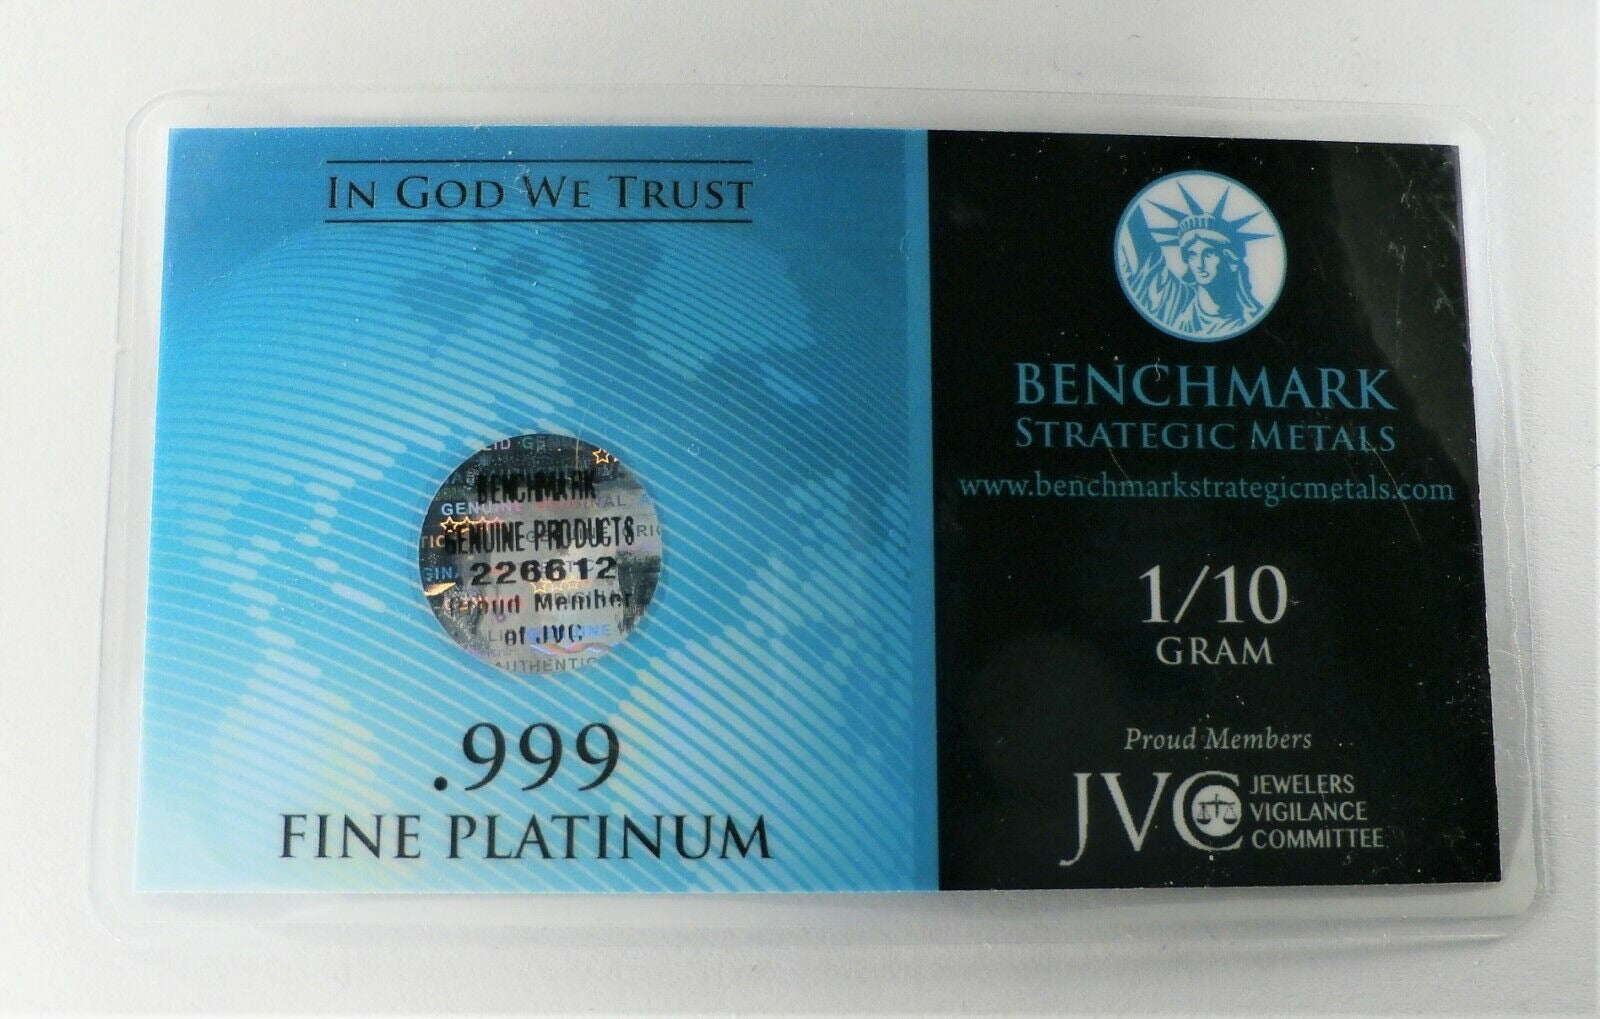 IN GOD WE TRUST
BENCHMARK
GENUINE PRODUCTS
226612
Proud Member
of JVC
AUTHENTIC
.999
FINE PLATINUM
BENCHMARK
STRATEGIC METALS
www.benchmarkstrategicmetals.com
1/10
GRAM
Proud Members
JVC
JEWELERS
VIGILANCE
COMMITTEE